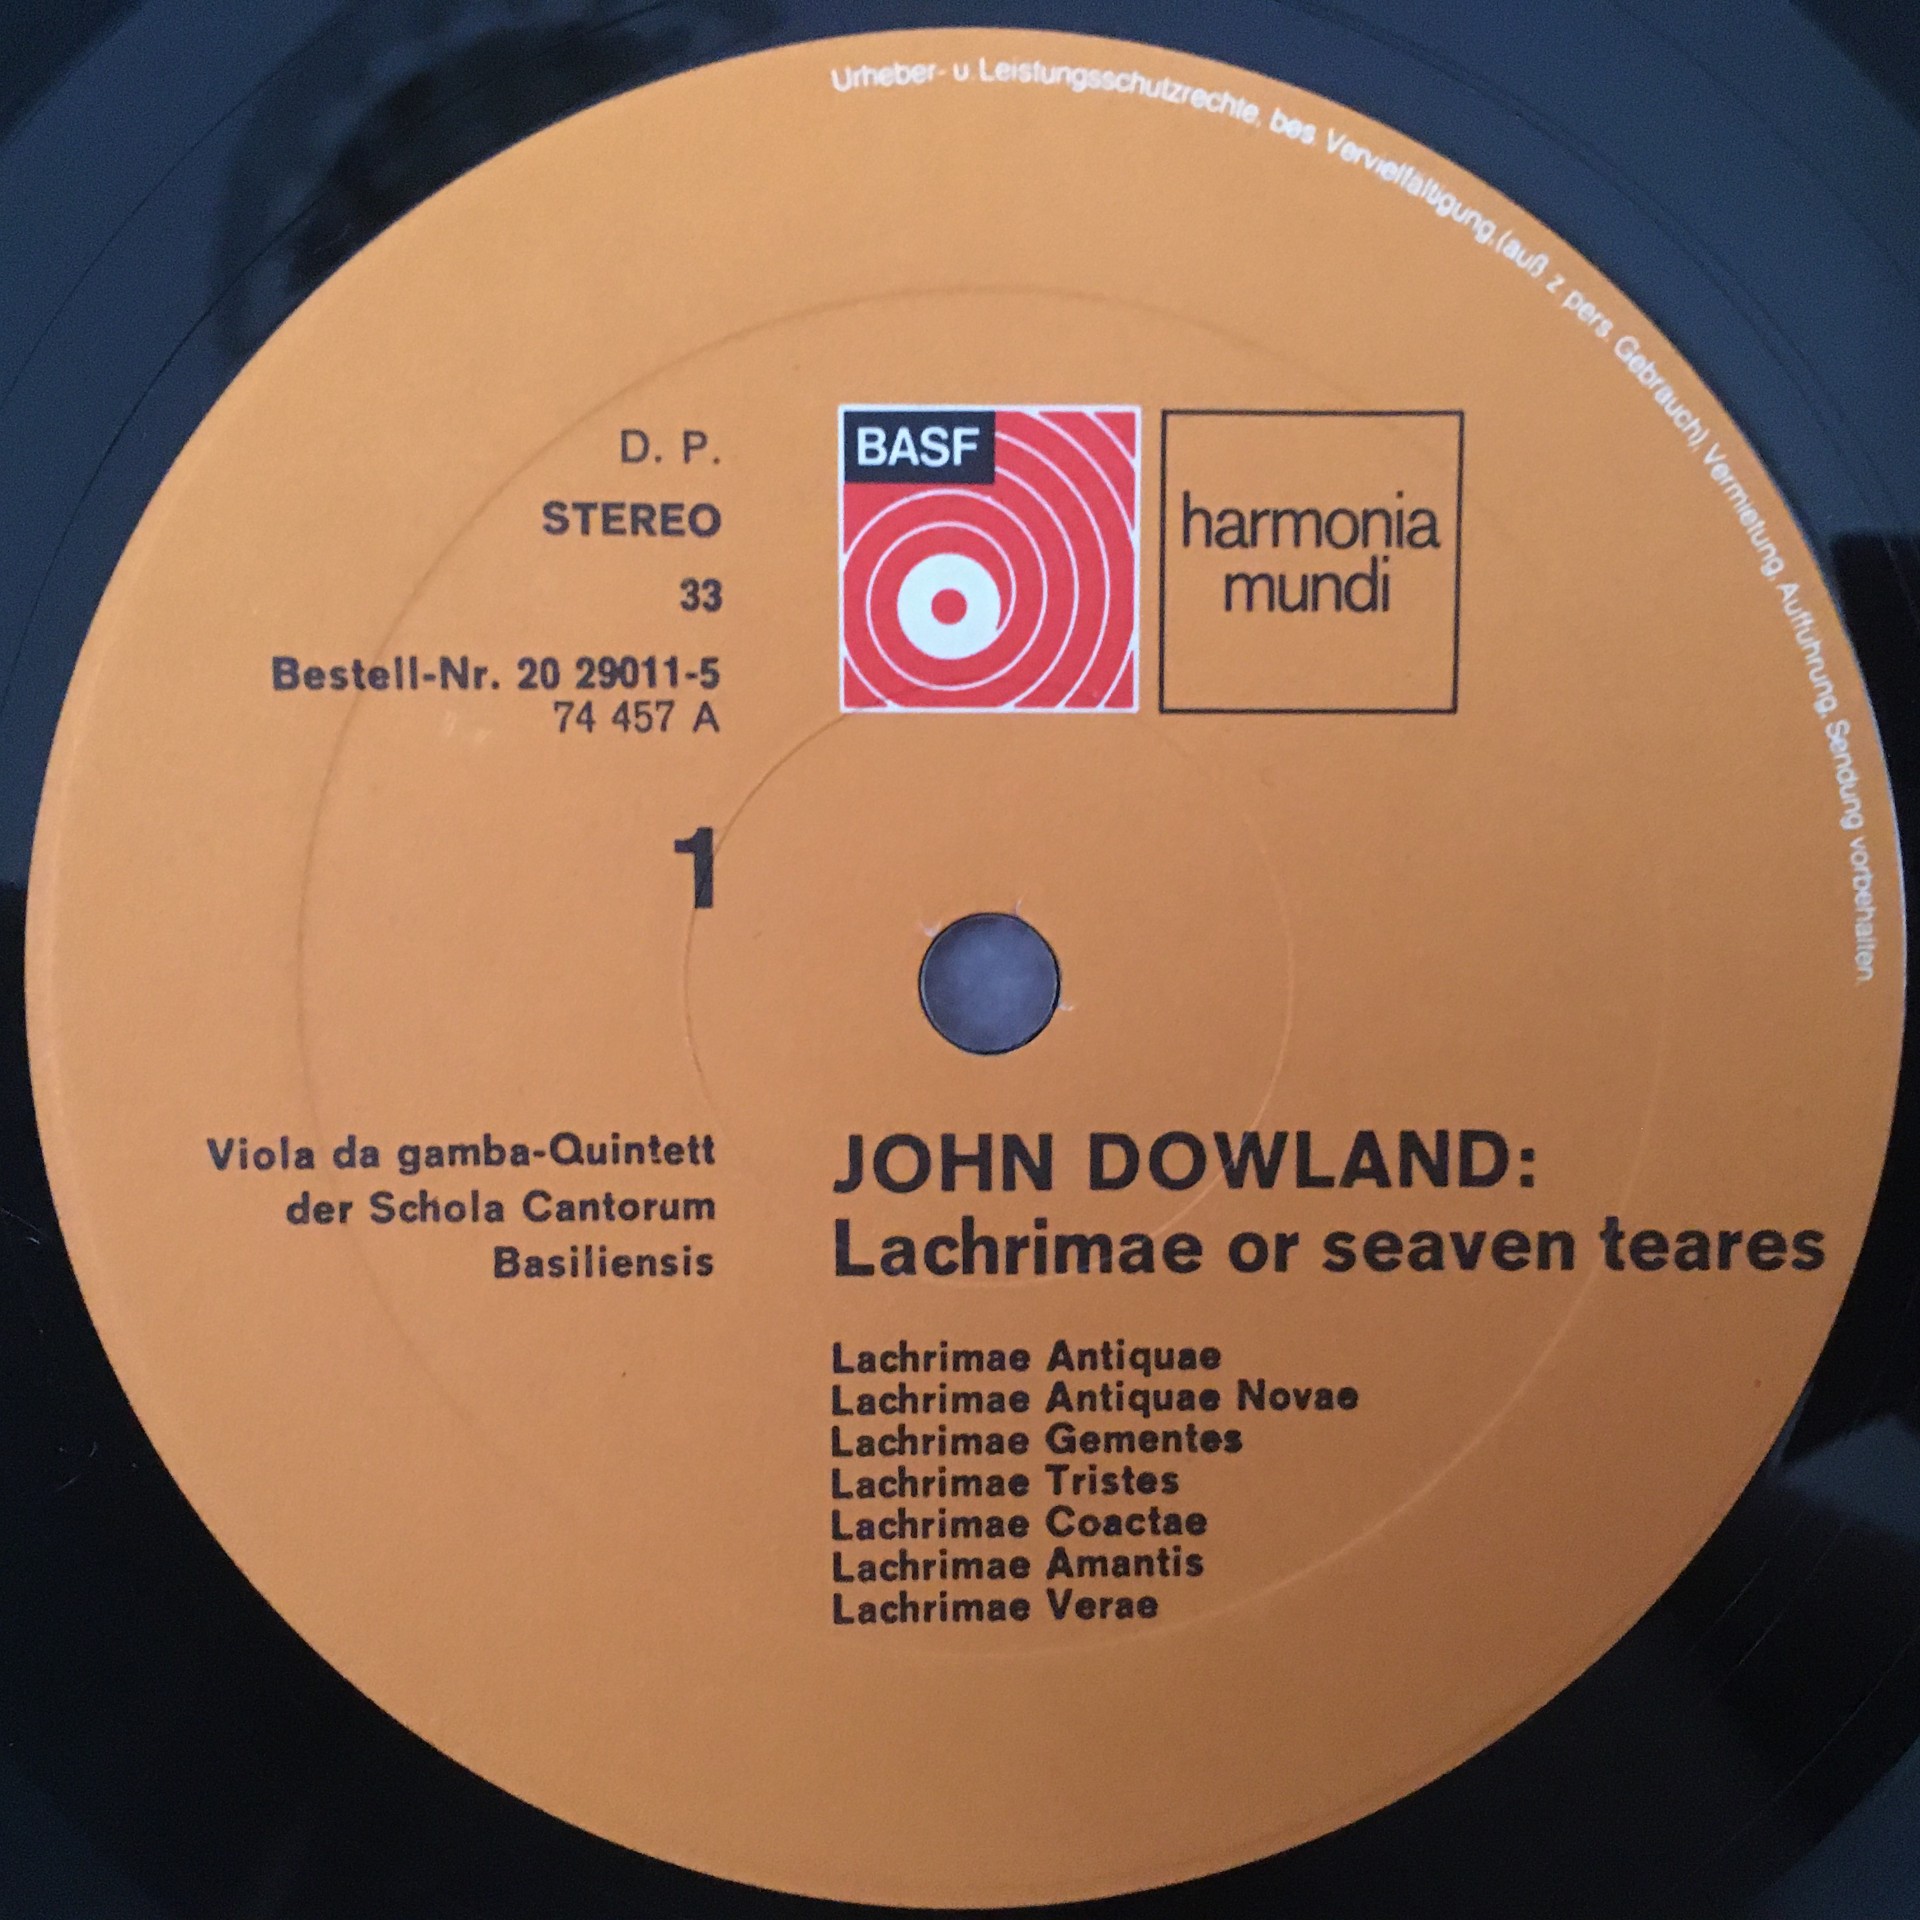 Urheber- u. Leistungsschutzrechte, bes. Vervielfältigung, (auß z pers. Gebrauch), Vermietung, Aufführung, Sendung vorbehalten.
D. P.
STEREO
33
Bestell-Nr. 20 29011-5
74 457 A
1
BASF
harmonia
mundi
Viola da gamba-Quintett
der Schola Cantorum
Basiliensis
JOHN DOWLAND:
Lachrimae or seaven teares
Lachrimae Antiquae
Lachrimae Antiquae Novae
Lachrimae Gementes
Lachrimae Tristes
Lachrimae Coactae
Lachrimae Amantis
Lachrimae Verae